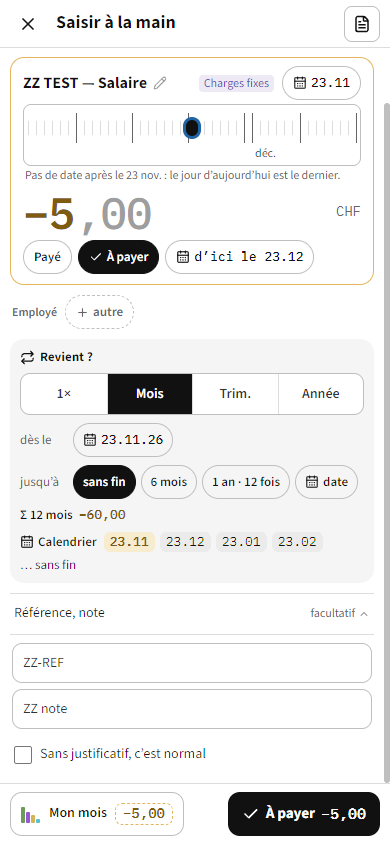 Saisir à la main
ZZ TEST — Salaire
Charges fixes
23.11
déc.
Pas de date après le 23 nov. : le jour d’aujourd’hui est le dernier.
−5,00
CHF
Payé
À payer
d’ici le 23.12
Employé
+ autre
Revient ?
1×
Mois
Trim.
Année
dès le
23.11.26
jusqu’à
sans fin
6 mois
1 an · 12 fois
date
Σ 12 mois −60,00
Calendrier 23.11 23.12 23.01 23.02
… sans fin
Référence, note
facultatif
ZZ-REF
ZZ note
Sans justificatif, c’est normal
Mon mois −5,00
À payer −5,00